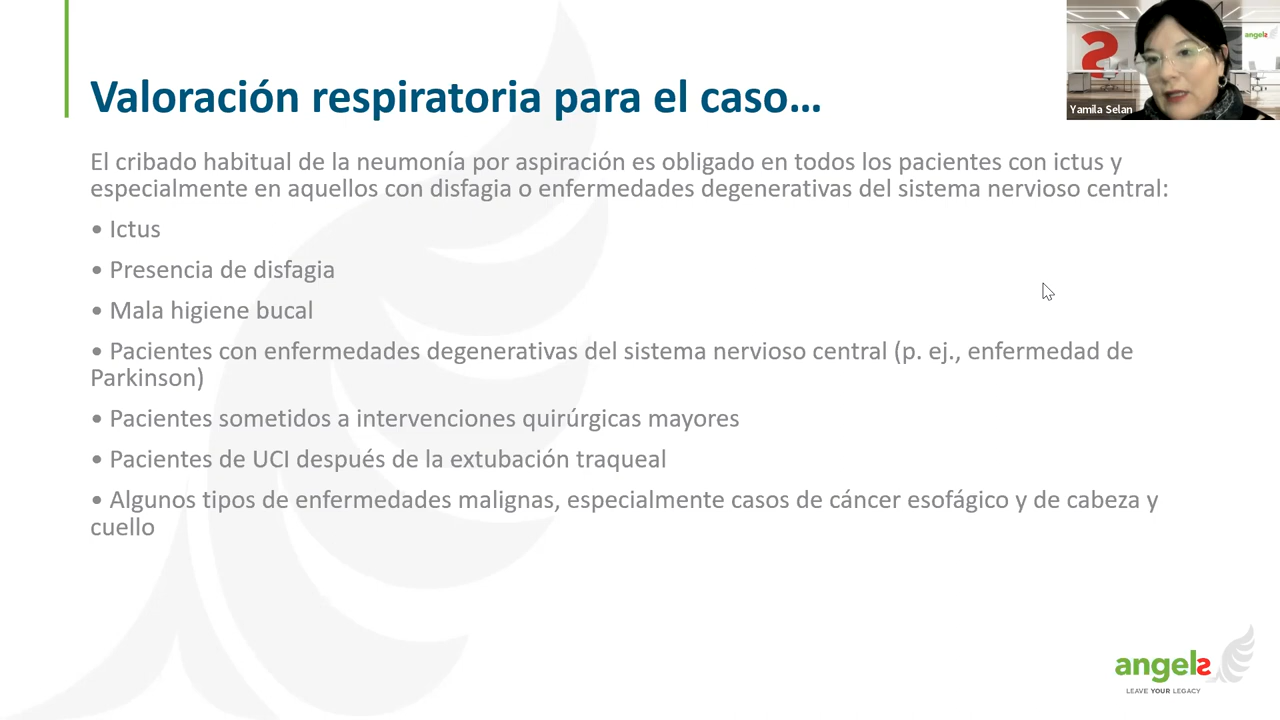 Valoración respiratoria para el caso...
angels
Yamila Selan
El cribado habitual de la neumonía por aspiración es obligado en todos los pacientes con ictus y
especialmente en aquellos con disfagia o enfermedades degenerativas del sistema nervioso central:
• Ictus
• Presencia de disfagia
• Mala higiene bucal
• Pacientes con enfermedades degenerativas del sistema nervioso central (p. ej., enfermedad de
Parkinson)
• Pacientes sometidos a intervenciones quirúrgicas mayores
• Pacientes de UCI después de la extubación traqueal
• Algunos tipos de enfermedades malignas, especialmente casos de cáncer esofágico y de cabeza y
cuello
angels
LEAVE YOUR LEGACY